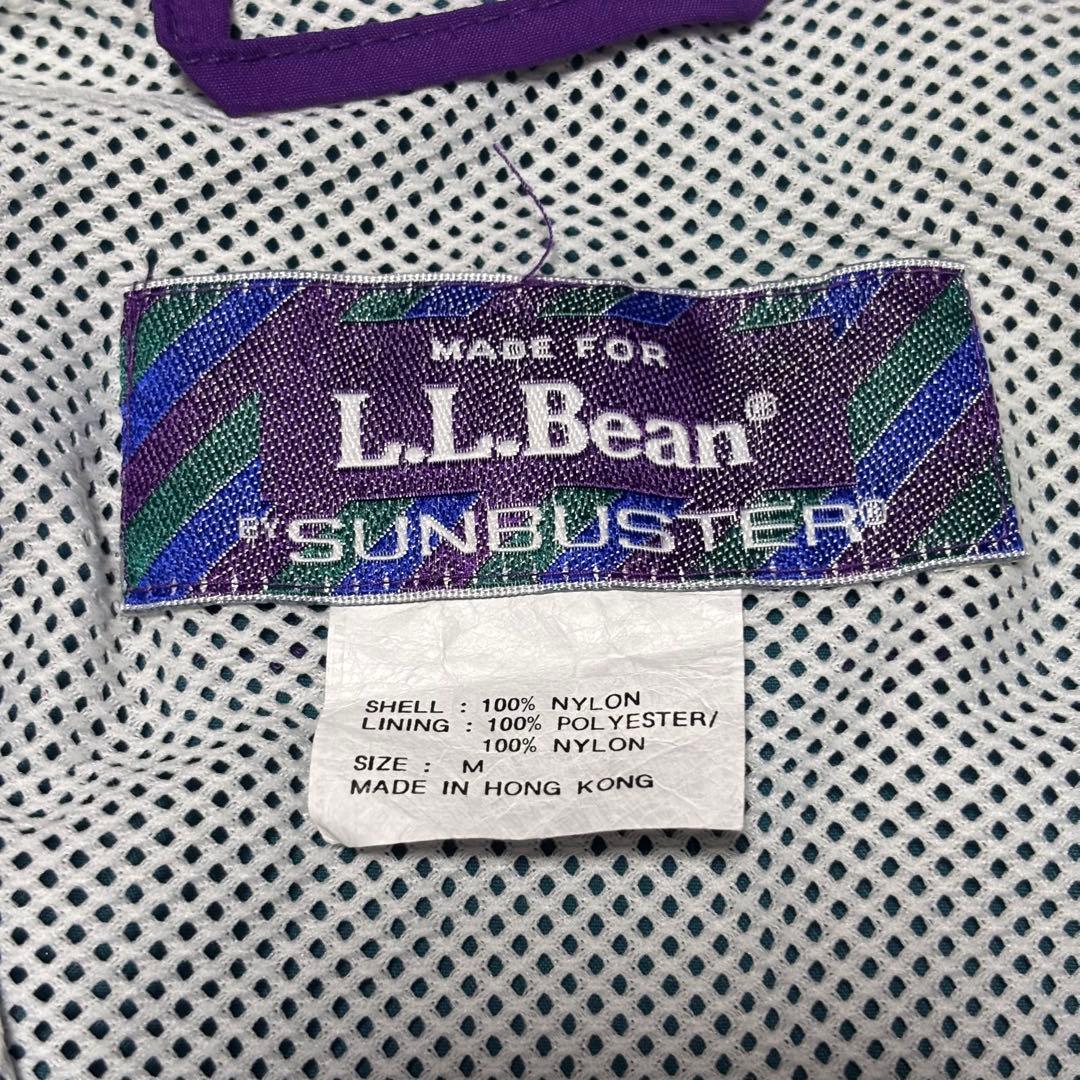 MADE FOR
L.L.Bean®
BY SUNBUSTER®
SHELL : 100% NYLON
LINING : 100% POLYESTER/
100% NYLON
SIZE : M
MADE IN HONG KONG